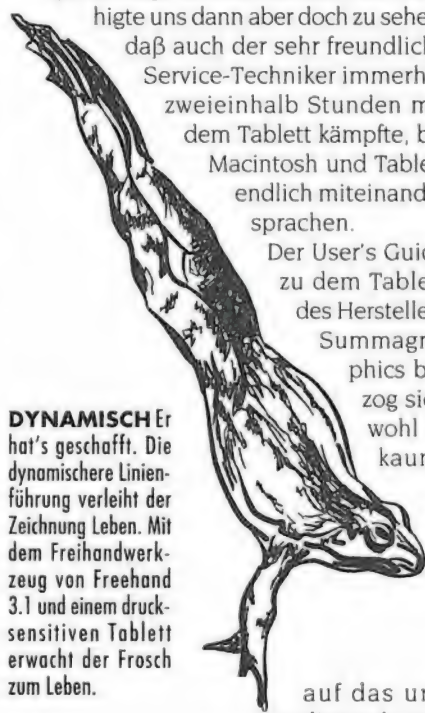 higte uns dann aber doch zu sehe
daß auch der sehr freundlich
Service-Techniker immerh
zweieinhalb Stunden m
dem Tablett kämpfte, b
Macintosh und Table
endlich miteinand
sprachen.
Der User's Guid
zu dem Table
des Herstelle
Summagr
phics b
zog sie
wohl
kaum
auf das un
DYNAMISCH Er
hat's geschafft. Die
dynamischere Linien-
führung verleiht der
Zeichnung Leben. Mit
dem Freihandwerk-
zeug von Freehand
3.1 und einem druck-
sensitiven Tablett
erwacht der Frosch
zum Leben.